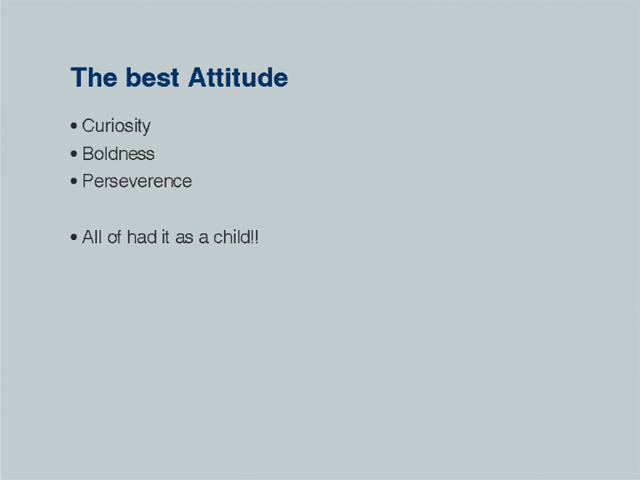 The best Attitude
• Curiosity
• Boldness
• Perseverence
• All of had it as a child!!